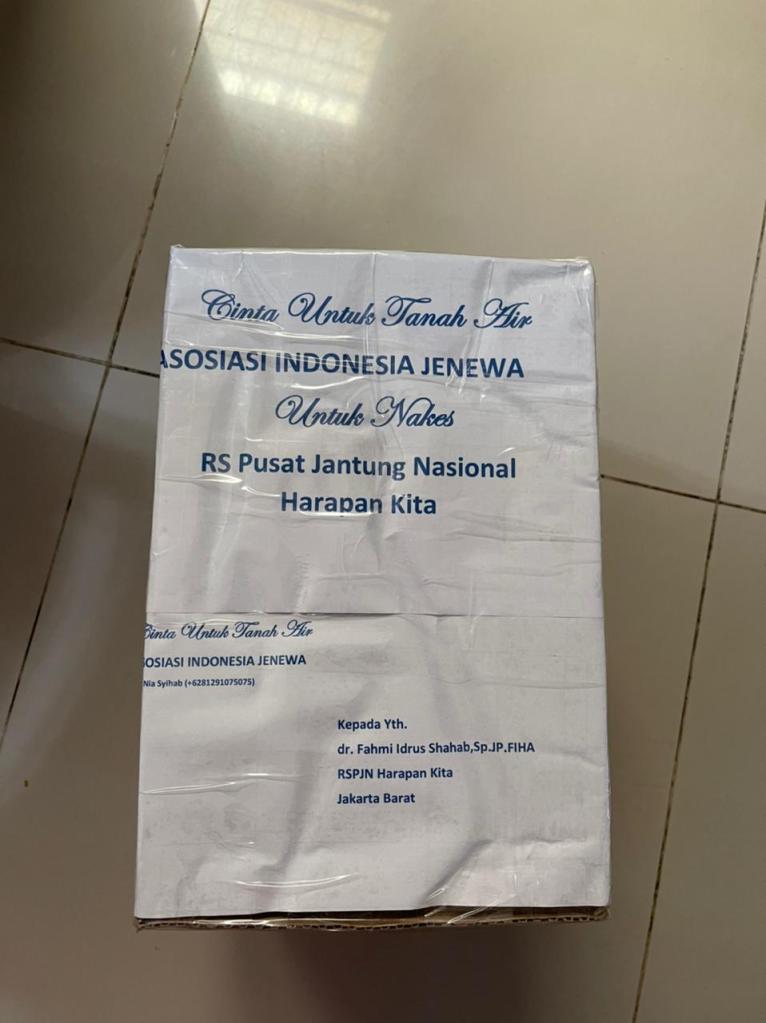 Cinta Untuk Tanah Air
ASOSIASI INDONESIA JENEWA
Untuk Nakes
RS Pusat Jantung Nasional
Harapan Kita
Cinta Untuk Tanah Air
OSIASI INDONESIA JENEWA
Nia Syihab (+6281291075075)
Kepada Yth.
dr. Fahmi Idrus Shahab,Sp.JP.FIHA
RSPJN Harapan Kita
Jakarta Barat